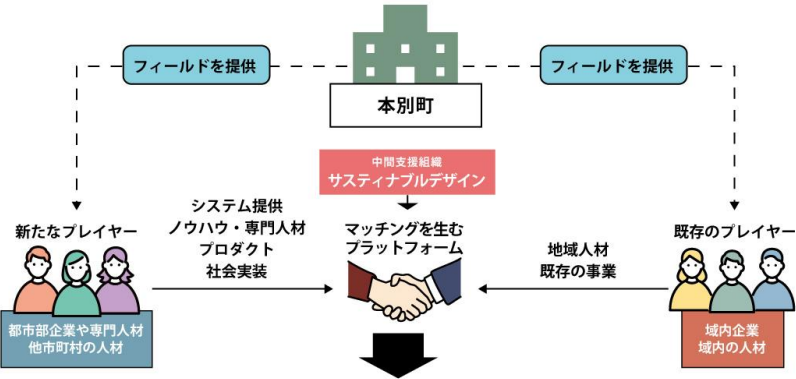 フィールドを提供
フィールドを提供
本別町
中間支援組織
サスティナブルデザイン
新たなプレイヤー
システム提供
ノウハウ・専門人材
プロダクト
社会実装
マッチングを生む
プラットフォーム
地域人材
既存の事業
既存のプレイヤー
都市部企業や専門人材
他市町村の人材
域内企業
域内の人材